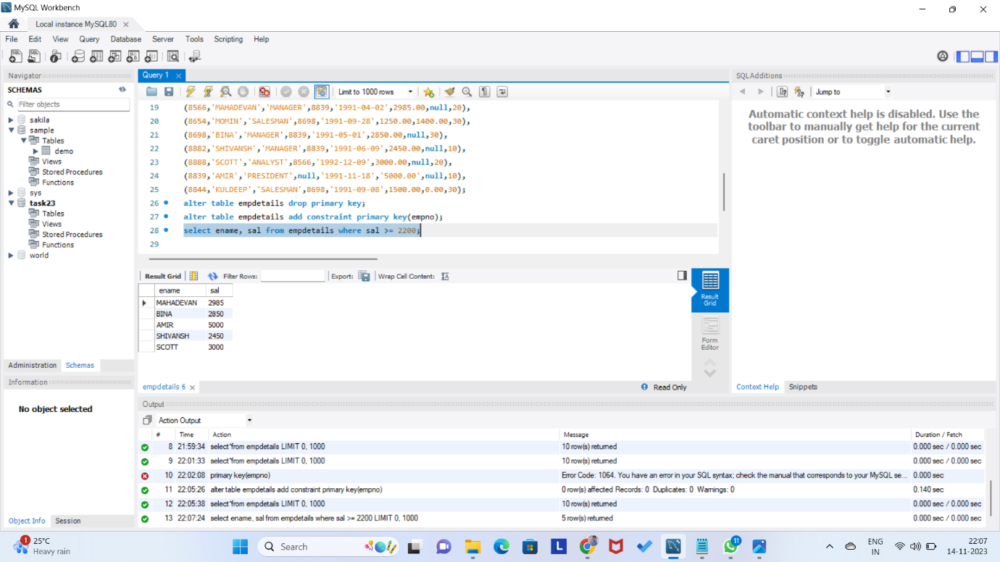 MySQL Workbench
Local instance MySQL80
File Edit View Query Database Server Tools Scripting Help
Navigator
SCHEMAS
Filter objects
sakila
sample
Tables
demo
Views
Stored Procedures
Functions
sys
task23
Tables
Views
Stored Procedures
Functions
world
Administration Schemas
Information
No object selected
Object Info Session
Query 1
Limit to 1000 rows
19 (8566,'MAHADEVAN','MANAGER',8839,'1991-04-02',2985.00,null,20),
20 (8654,'MOMIN','SALESMAN',8698,'1991-09-28',1250.00,1400.00,30),
21 (8698,'BINA','MANAGER',8839,'1991-05-01',2850.00,null,30),
22 (8882,'SHIVANSH','MANAGER',8839,'1991-06-09',2450.00,null,10),
23 (8888,'SCOTT','ANALYST',8566,'1992-12-09',3000.00,null,20),
24 (8839,'AMIR','PRESIDENT',null,'1991-11-18','5000.00',null,10),
25 (8844,'KULDEEP','SALESMAN',8698,'1991-09-08',1500.00,0.00,30);
26 alter table empdetails drop primary key;
27 alter table empdetails add constraint primary key(empno);
28 select ename, sal from empdetails where sal >= 2200;
29
Result Grid Filter Rows: Export: Wrap Cell Content:
ename sal
MAHADEVAN 2985
BINA 2850
AMIR 5000
SHIVANSH 2450
SCOTT 3000
Result Grid
Form Editor
empdetails 6 Read Only
SQLAdditions
Jump to
Automatic context help is disabled. Use the
toolbar to manually get help for the current
caret position or to toggle automatic help.
Context Help Snippets
Output
Action Output
# Time Action Message Duration / Fetch
8 21:59:34 select*from empdetails LIMIT 0, 1000 10 row(s) returned 0.000 sec / 0.000 sec
9 22:01:33 select*from empdetails LIMIT 0, 1000 10 row(s) returned 0.000 sec / 0.000 sec
10 22:02:08 primary key(empno) Error Code: 1064. You have an error in your SQL syntax; check the manual that corresponds to your MySQL se... 0.000 sec
11 22:05:26 alter table empdetails add constraint primary key(empno) 0 row(s) affected Records: 0 Duplicates: 0 Warnings: 0 0.140 sec
12 22:05:38 select*from empdetails LIMIT 0, 1000 10 row(s) returned 0.000 sec / 0.000 sec
13 22:07:24 select ename, sal from empdetails where sal >= 2200 LIMIT 0, 1000 5 row(s) returned 0.000 sec / 0.000 sec
1 25°C
Heavy rain
Search
11
ENG
IN
22:07
14-11-2023